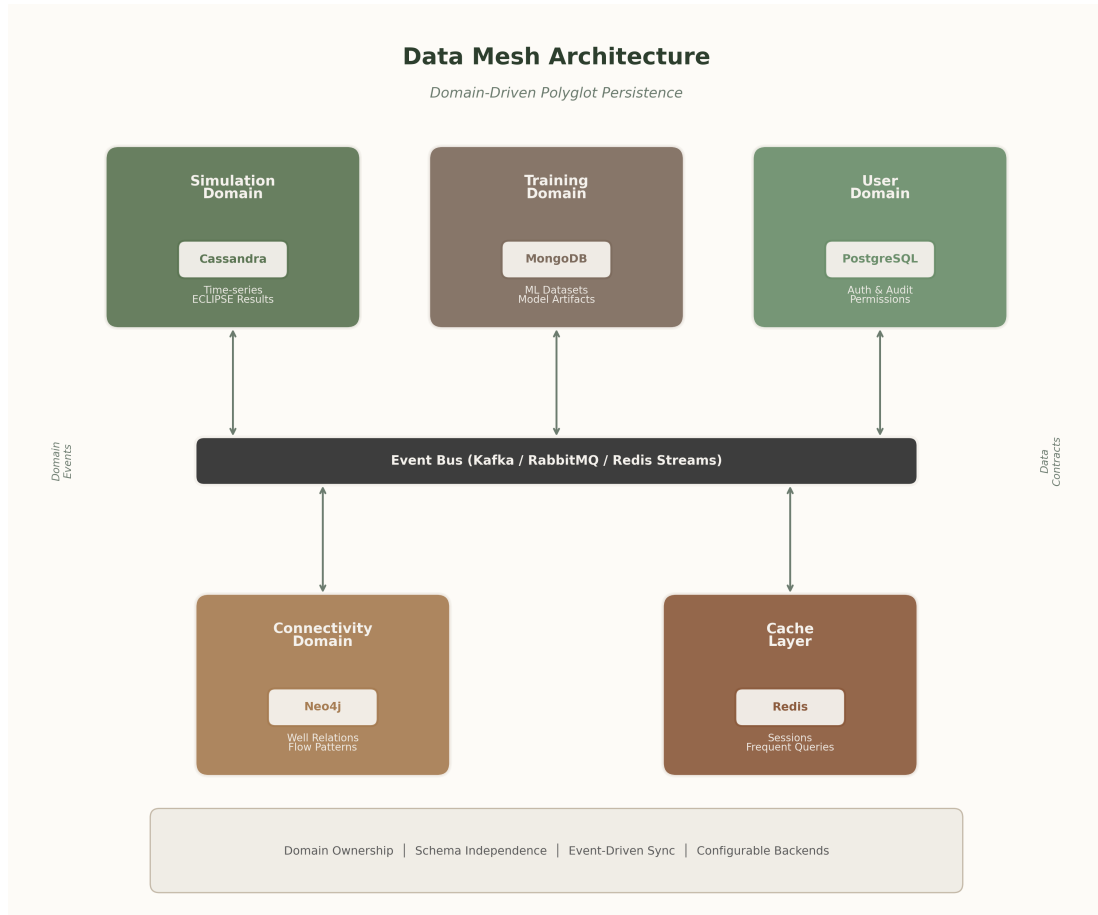 Data Mesh Architecture
Domain-Driven Polyglot Persistence
Simulation
Domain
Cassandra
Time-series
ECLIPSE Results
Training
Domain
MongoDB
ML Datasets
Model Artifacts
User
Domain
PostgreSQL
Auth & Audit
Permissions
Domain
Events
Event Bus (Kafka / RabbitMQ / Redis Streams)
Data
Contracts
Connectivity
Domain
Neo4j
Well Relations
Flow Patterns
Cache
Layer
Redis
Sessions
Frequent Queries
Domain Ownership │ Schema Independence │ Event-Driven Sync │ Configurable Backends